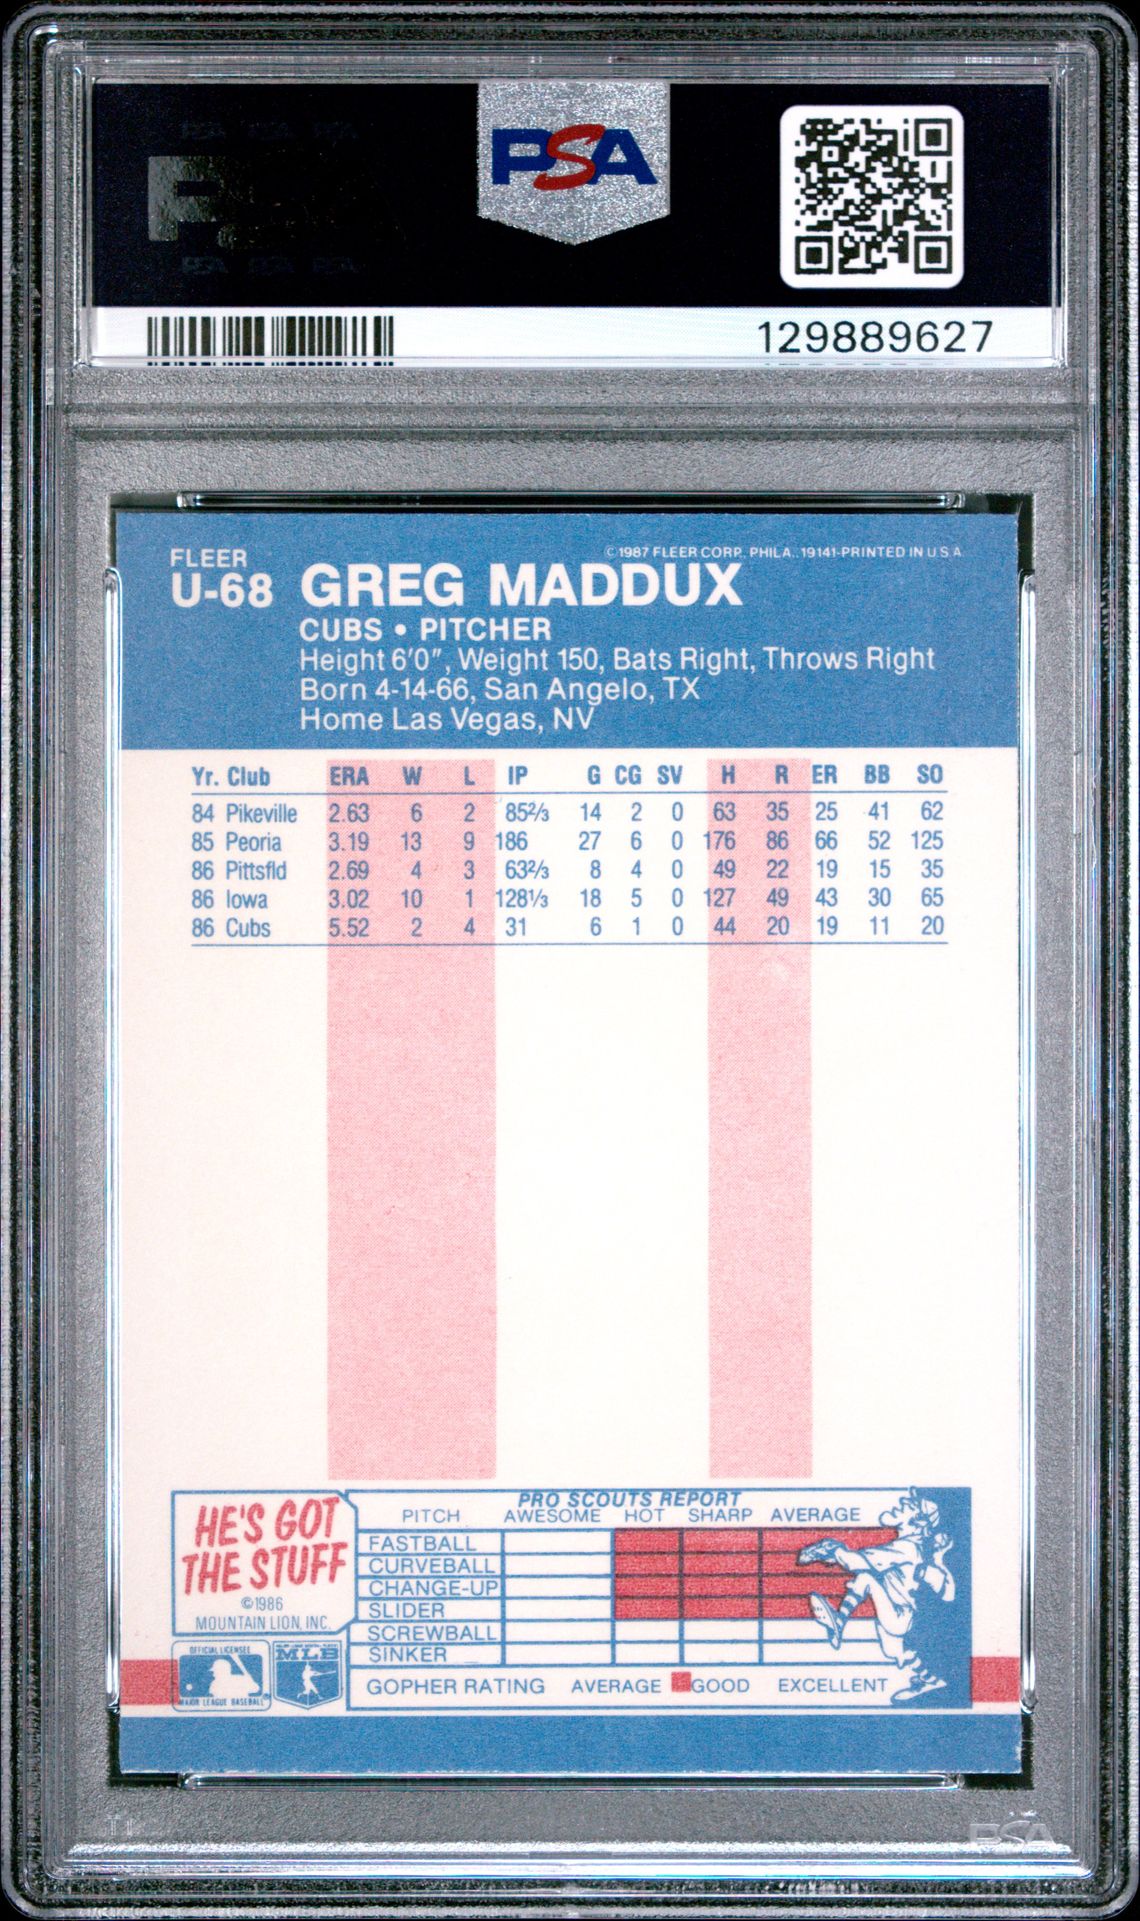 PSA
129889627
FLEER
U-68
©1987 FLEER CORP. PHILA., 19141-PRINTED IN U.S.A.
GREG MADDUX
CUBS • PITCHER
Height 6'0", Weight 150, Bats Right, Throws Right
Born 4-14-66, San Angelo, TX
Home Las Vegas, NV
Yr. Club ERA W L IP G CG SV H R ER BB SO
84 Pikeville 2.63 6 2 85⅔ 14 2 0 63 35 25 41 62
85 Peoria 3.19 13 9 186 27 6 0 176 86 66 52 125
86 Pittsfld 2.69 4 3 63⅔ 8 4 0 49 22 19 15 35
86 Iowa 3.02 10 1 128⅓ 18 5 0 127 49 43 30 65
86 Cubs 5.52 2 4 31 6 1 0 44 20 19 11 20
HE'S GOT
THE STUFF
©1986
MOUNTAIN LION, INC.
PRO SCOUTS REPORT
PITCH AWESOME HOT SHARP AVERAGE
FASTBALL
CURVEBALL
CHANGE-UP
SLIDER
SCREWBALL
SINKER
GOPHER RATING AVERAGE GOOD EXCELLENT
OFFICIAL LICENSEE
MAJOR LEAGUE BASEBALL
MLB
PSA